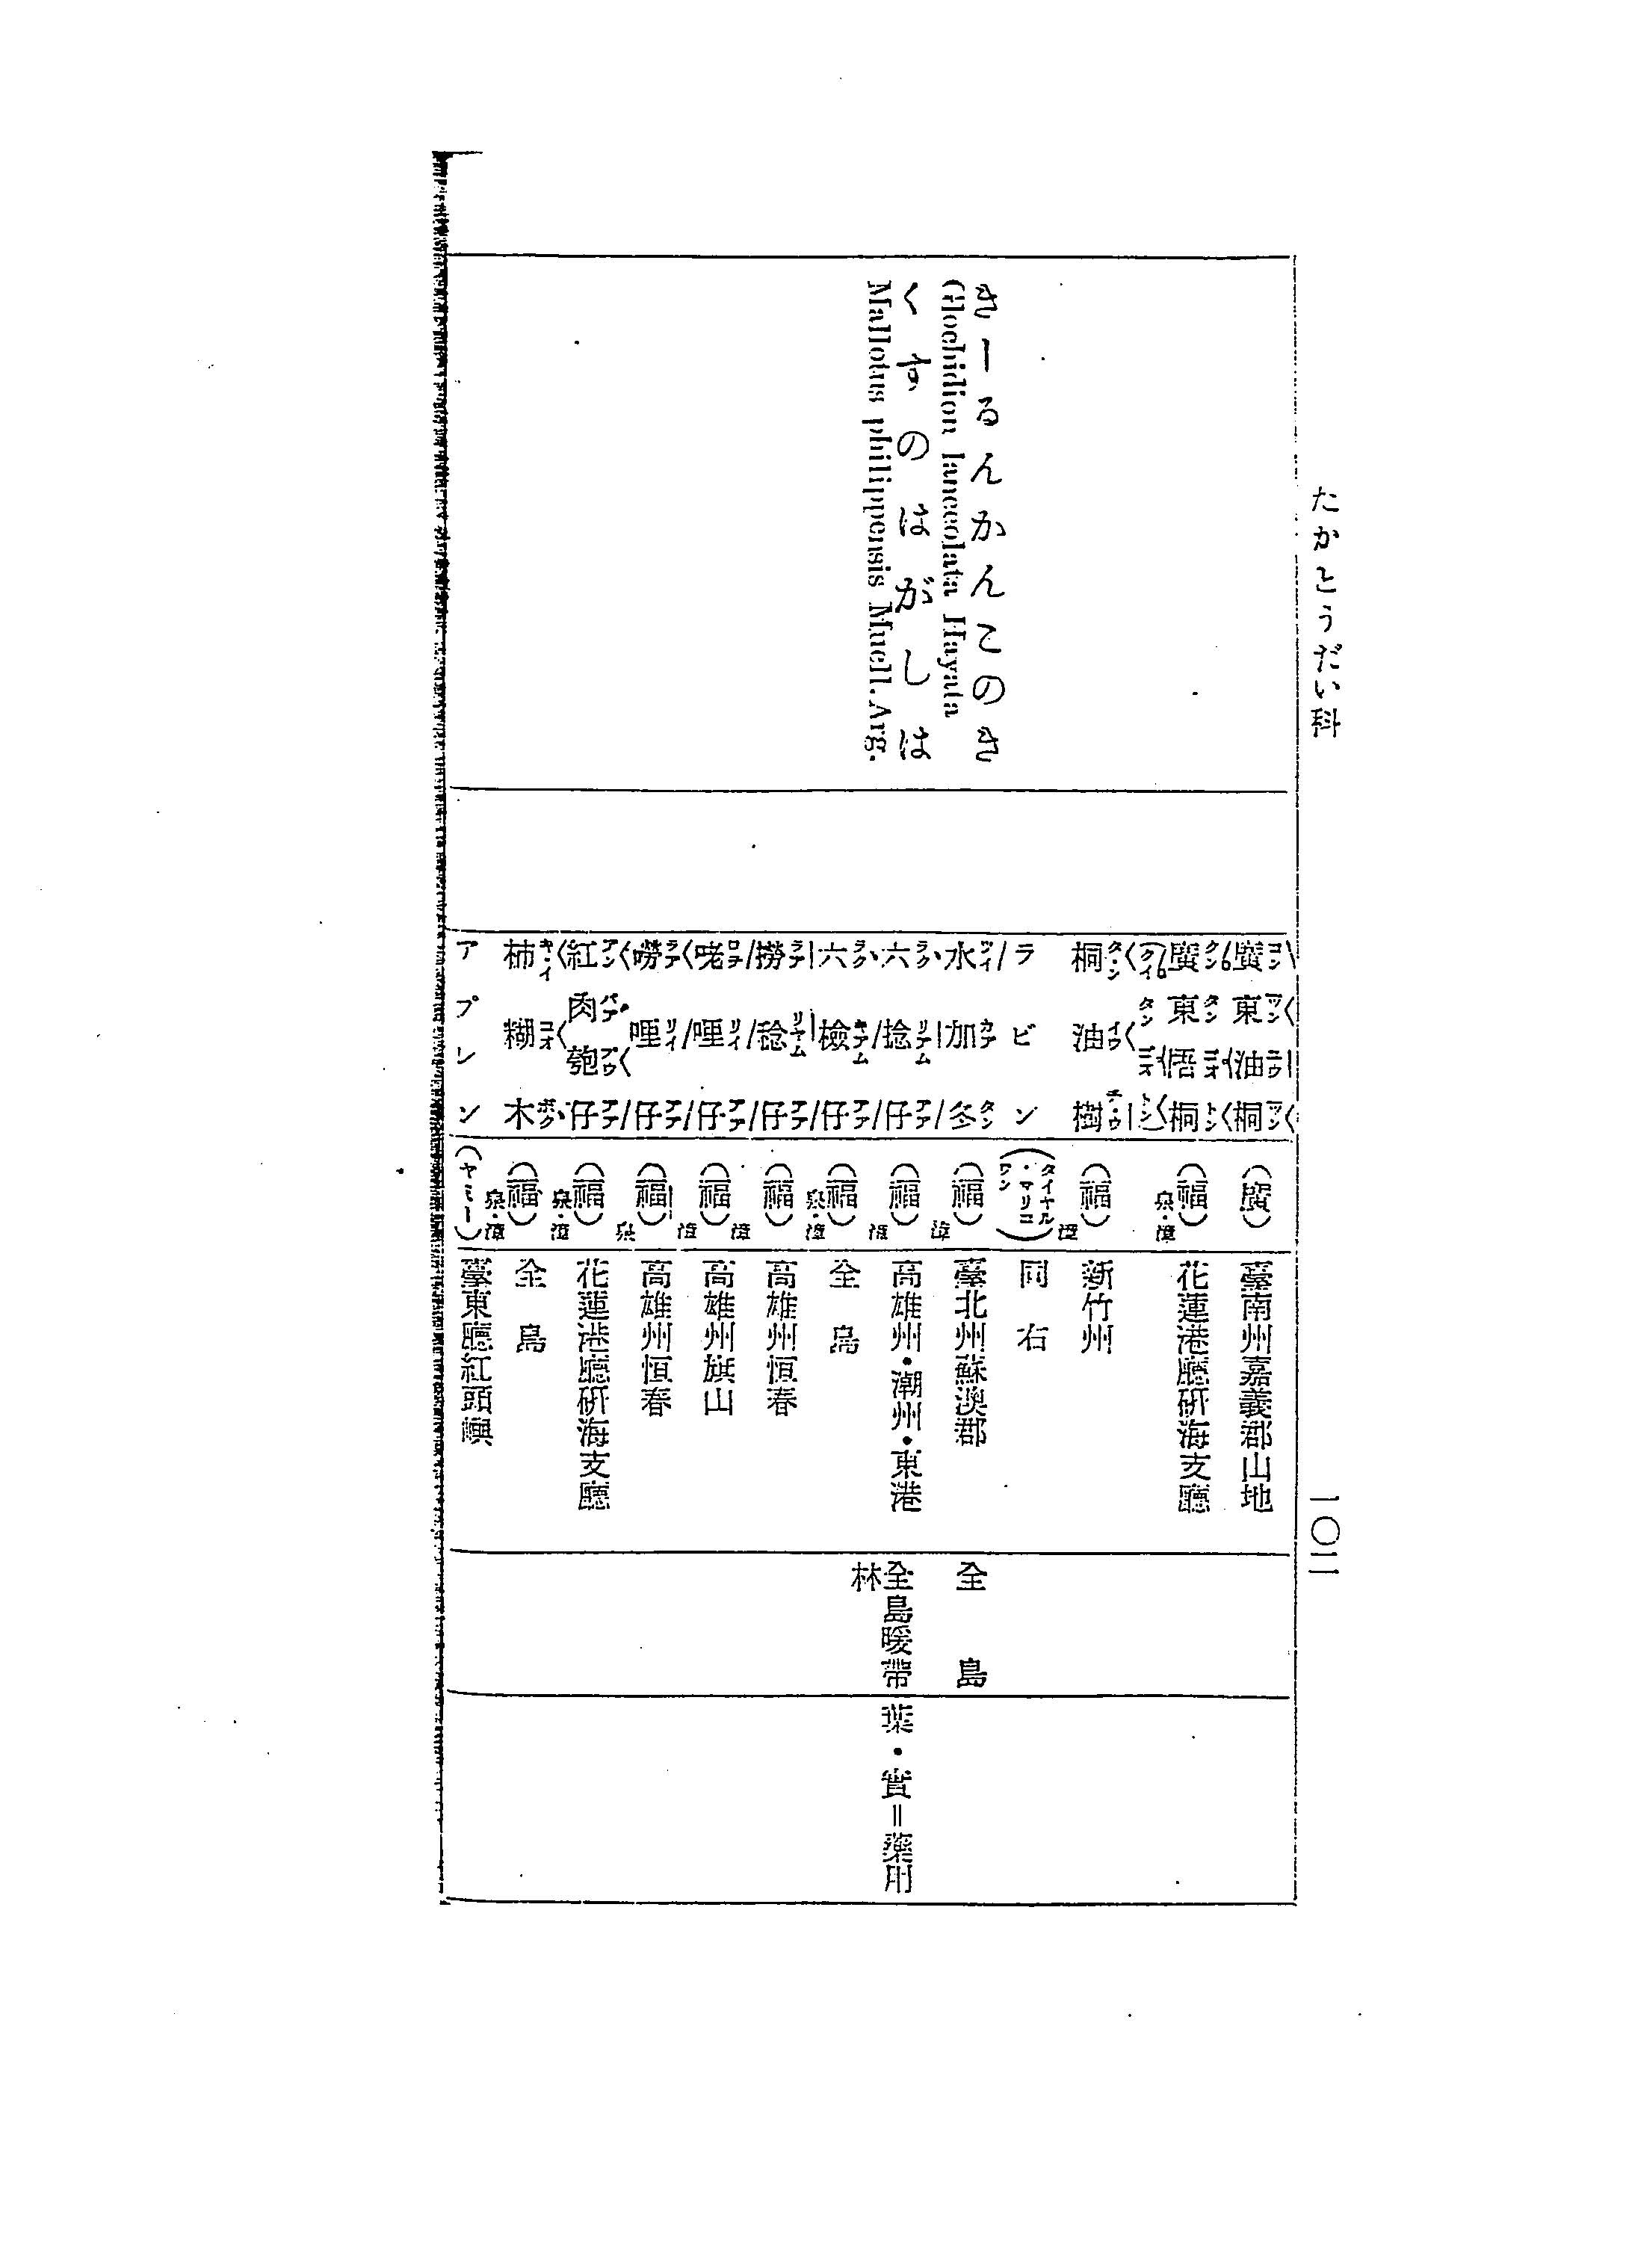 たかとうだい科
一〇二
きーるんかんこのき
Glochidion lanceolata Hayata
くすのはがしは
Mallotus philippensis Muell. Arg.
廣東油桐
(廣)
臺南州嘉義郡山地
廣東悟桐
(福)
泉・漳
花蓮港廳研海支廳
桐油樹
(福)
漳
新竹州
ラビン
(タイヤル・マリコワン)
同右
水加冬
(福)
漳
臺北州蘇澳郡
全島
六捻仔
(福)
漳
高雄州・潮州・東港
全島暖帶林
葉・實=藥用
六檢仔
(福)
泉・漳
全島
撈稔仔
(福)
高雄州恒春
咾哩仔
(福)
漳
高雄州旗山
嘮哩仔
(福)
泉
高雄州恒春
紅肉匏仔
(福)
泉・漳
花蓮港廳研海支廳
柿糊木
(福)
泉・漳
全島
アプレン
(ヤミー)
臺東廳紅頭嶼